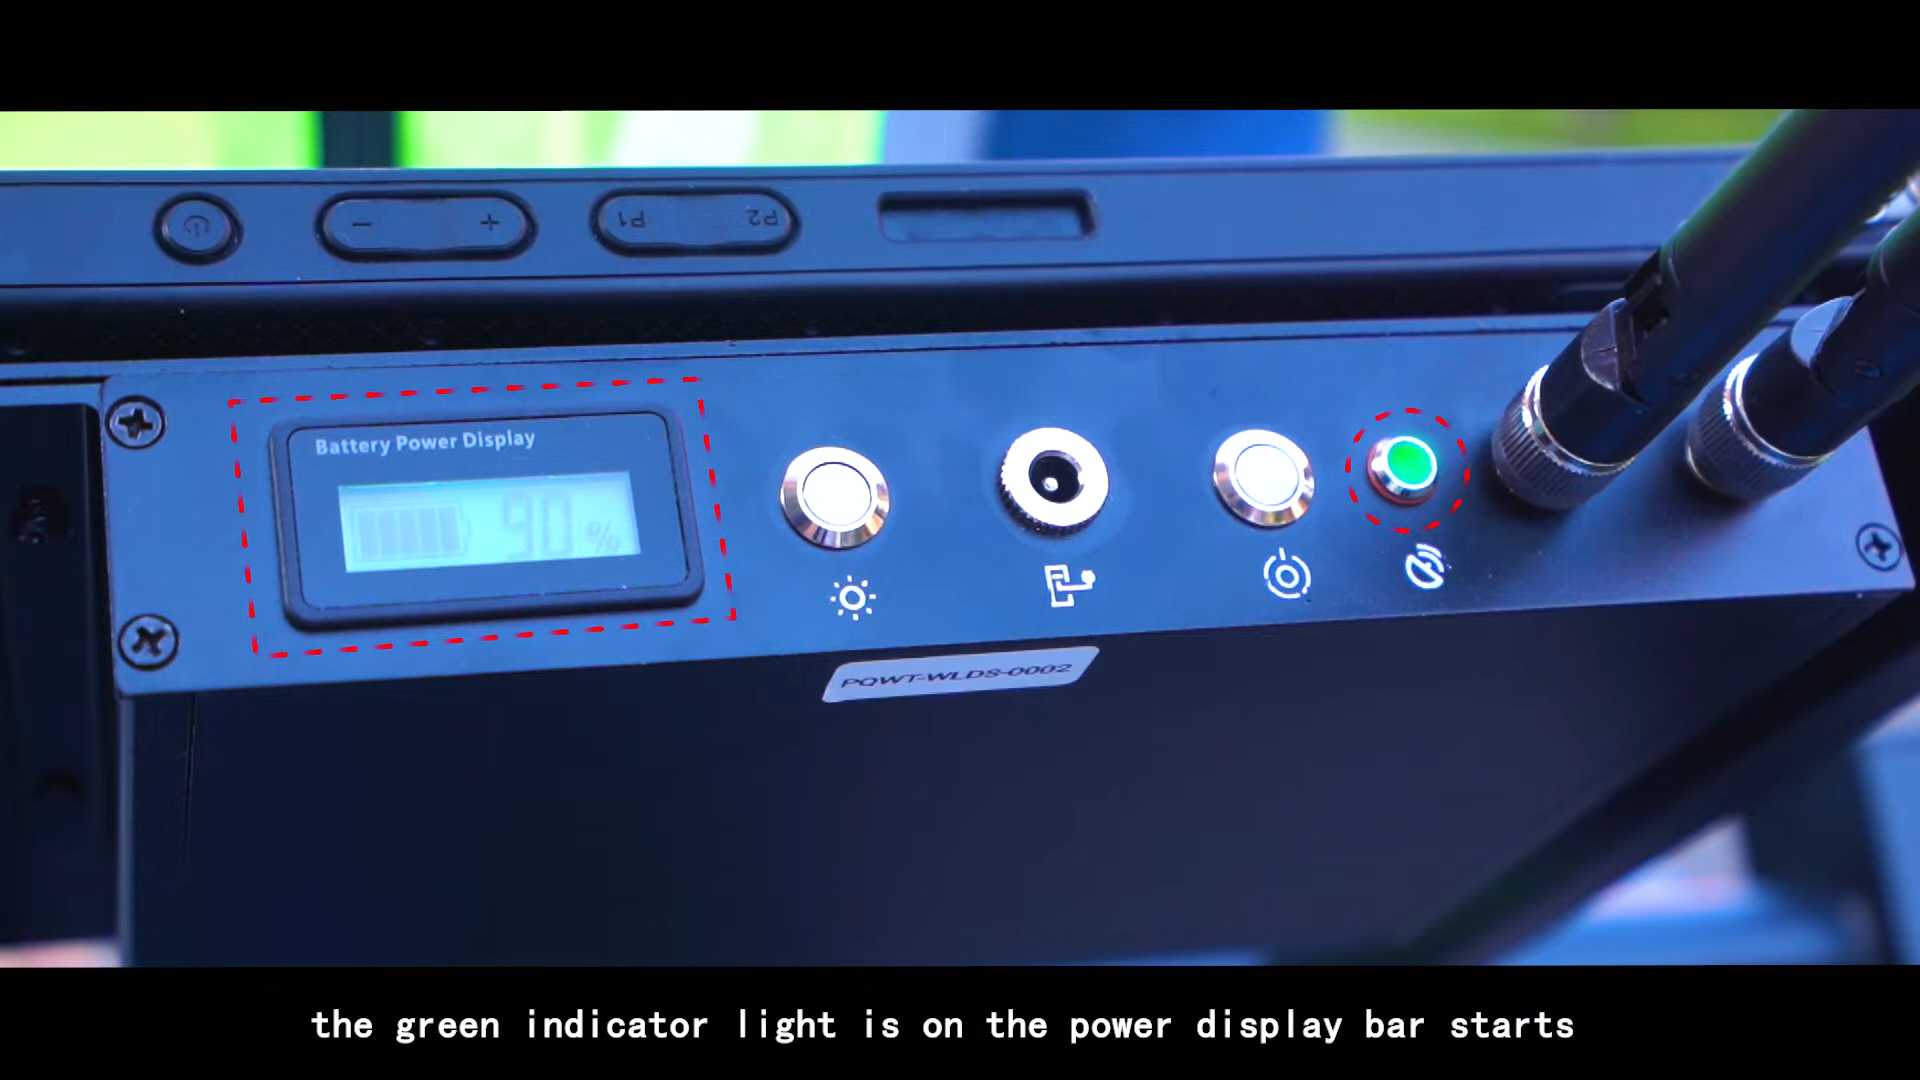 P1 P2
Battery Power Display
90 %
PQWT-WLDS-0002
the green indicator light is on the power display bar starts